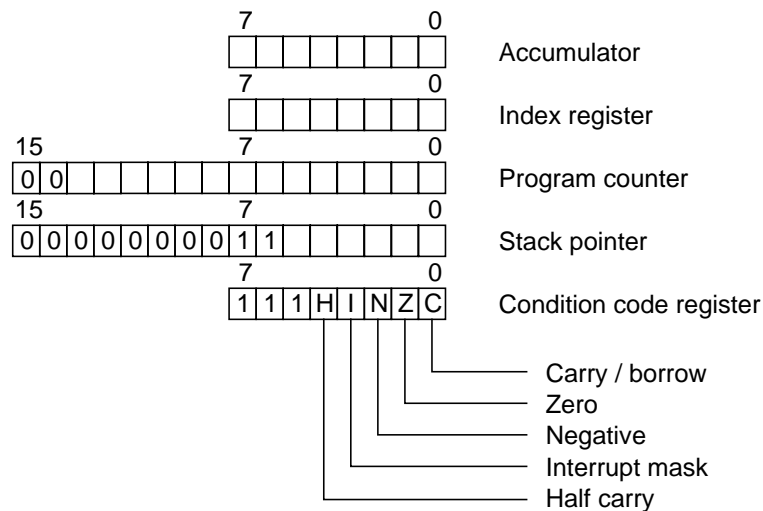 7 0
Accumulator
7 0
Index register
15 7 0
0 0 Program counter
15 7 0
0 0 0 0 0 0 0 0 1 1 Stack pointer
7 0
1 1 1 H I N Z C Condition code register
Carry / borrow
Zero
Negative
Interrupt mask
Half carry